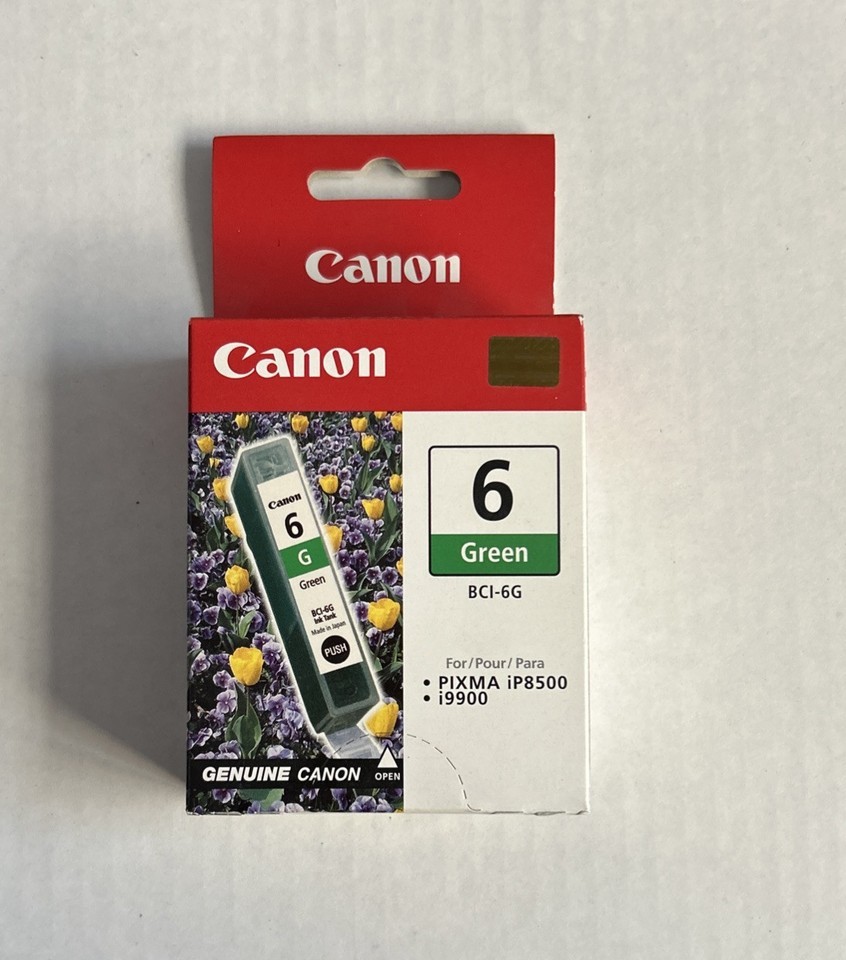 Canon
Canon
Canon
6
G
Green
BCI-6G
Ink Tank
Made in Japan
PUSH
6
Green
BCI-6G
For/Pour/Para
• PIXMA iP8500
• i9900
GENUINE CANON
OPEN